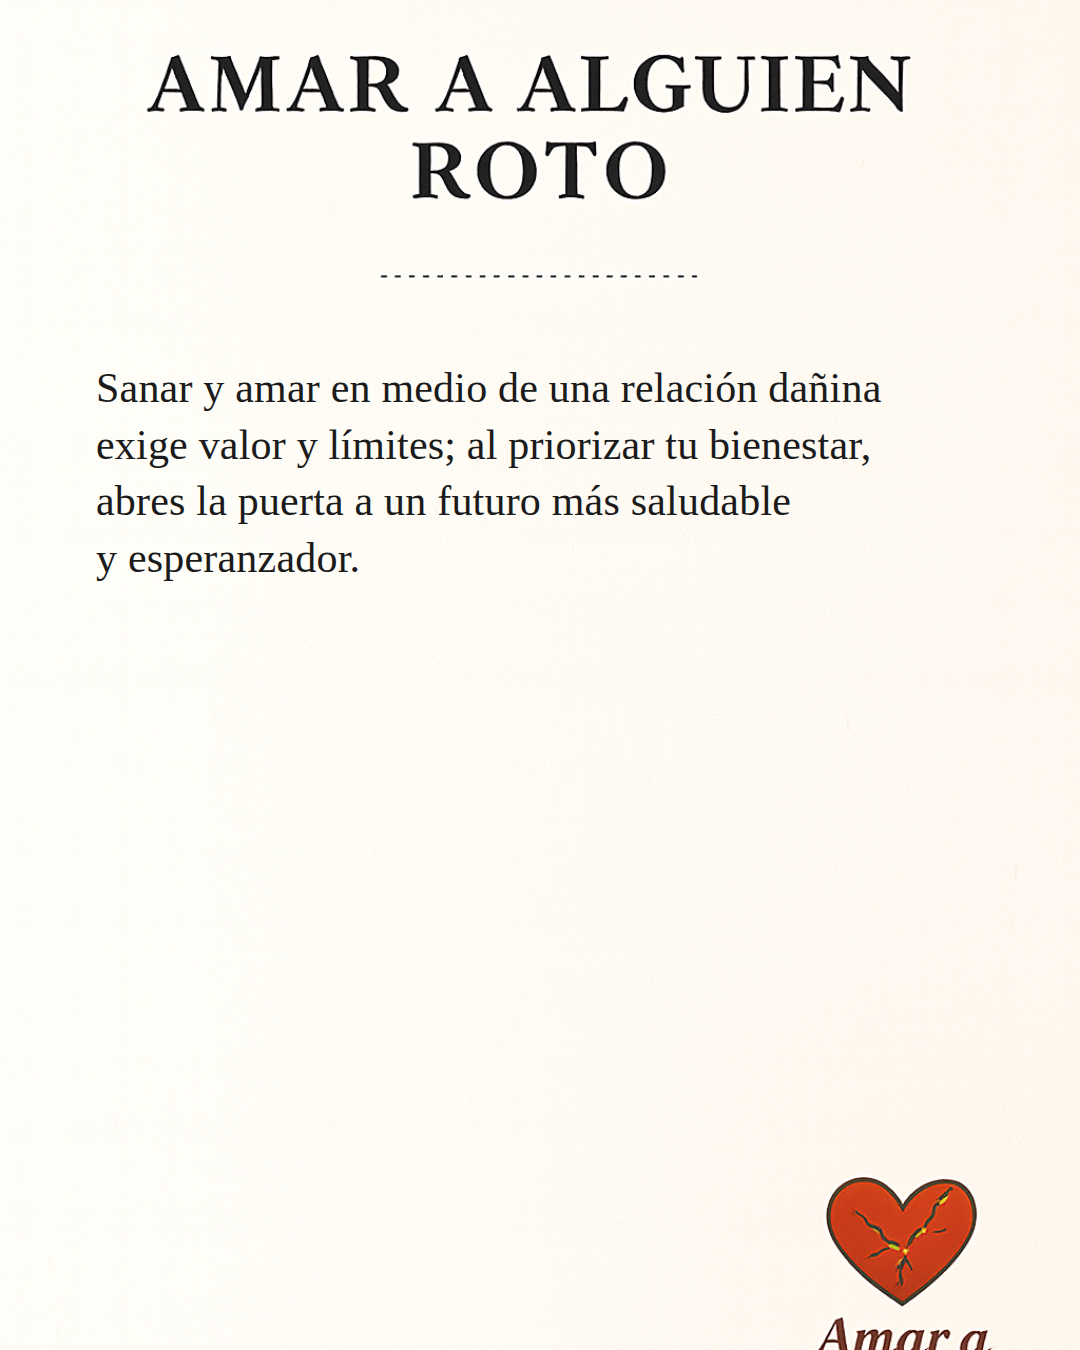 AMAR A ALGUIEN
ROTO
----------------------
Sanar y amar en medio de una relación dañina
exige valor y límites; al priorizar tu bienestar,
abres la puerta a un futuro más saludable
y esperanzador.
Amar a